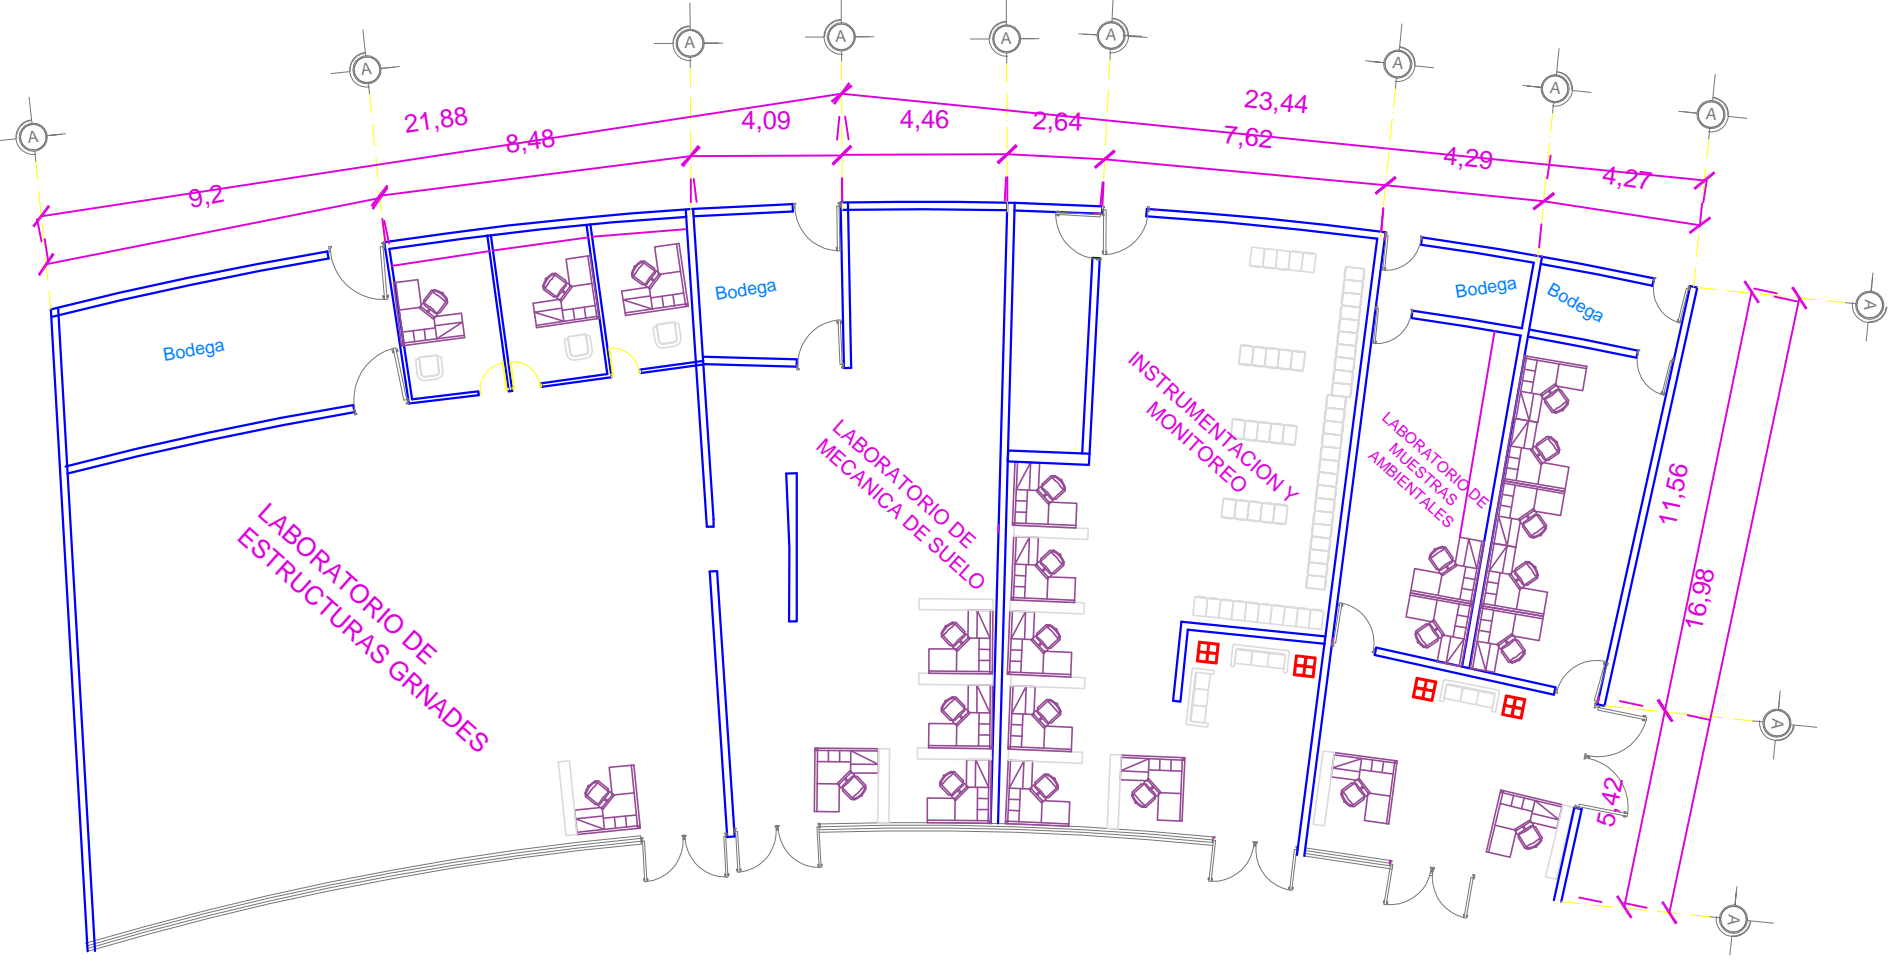 A
A
A
A
A
A
A
A
A
21,88
23,44
9,2
8,48
4,09
4,46
2,64
7,62
4,29
4,27
Bodega
Bodega
Bodega
Bodega
A
LABORATORIO DE
ESTRUCTURAS GRNADES
LABORATORIO DE
MECANICA DE SUELO
INSTRUMENTACION Y
MONITOREO
LABORATORIO DE
MUESTRAS
AMBIENTALES
11,56
16,98
5,42
A
A